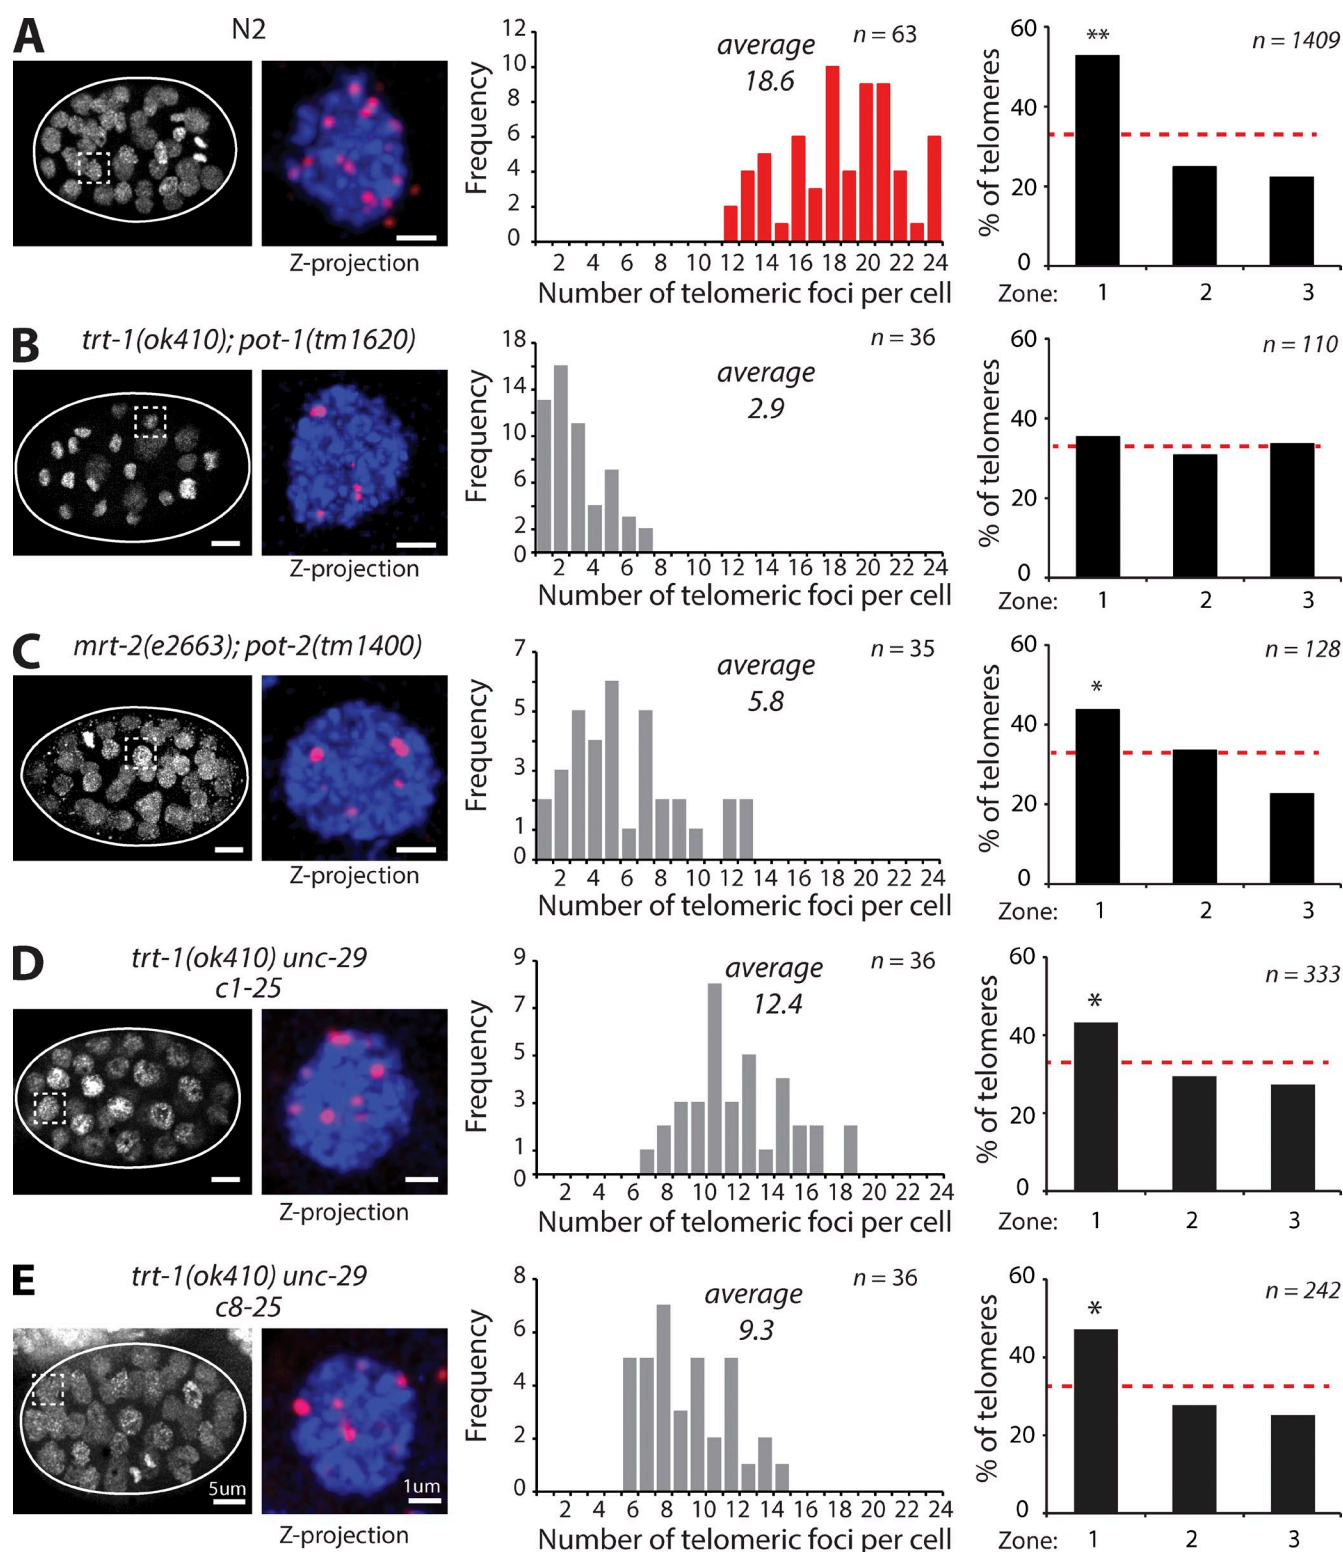 A
N2
Z-projection
Frequency
12
10
8
6
4
2
0
average
18.6
n = 63
2 4 6 8 10 12 14 16 18 20 22 24
Number of telomeric foci per cell
% of telomeres
60
40
20
0
**
n = 1409
Zone: 1 2 3
B
trt-1(ok410); pot-1(tm1620)
Z-projection
Frequency
18
14
10
6
2
0
average
2.9
n = 36
2 4 6 8 10 12 14 16 18 20 22 24
Number of telomeric foci per cell
% of telomeres
60
40
20
0
n = 110
Zone: 1 2 3
C
mrt-2(e2663); pot-2(tm1400)
Z-projection
Frequency
7
5
3
1
0
average
5.8
n = 35
2 4 6 8 10 12 14 16 18 20 22 24
Number of telomeric foci per cell
% of telomeres
60
40
20
0
*
n = 128
Zone: 1 2 3
D
trt-1(ok410) unc-29
c1-25
Z-projection
Frequency
9
7
5
3
1
0
average
12.4
n = 36
2 4 6 8 10 12 14 16 18 20 22 24
Number of telomeric foci per cell
% of telomeres
60
40
20
0
*
n = 333
Zone: 1 2 3
E
trt-1(ok410) unc-29
c8-25
5um
1um
Z-projection
Frequency
8
6
4
2
0
average
9.3
n = 36
2 4 6 8 10 12 14 16 18 20 22 24
Number of telomeric foci per cell
% of telomeres
60
40
20
0
*
n = 242
Zone: 1 2 3